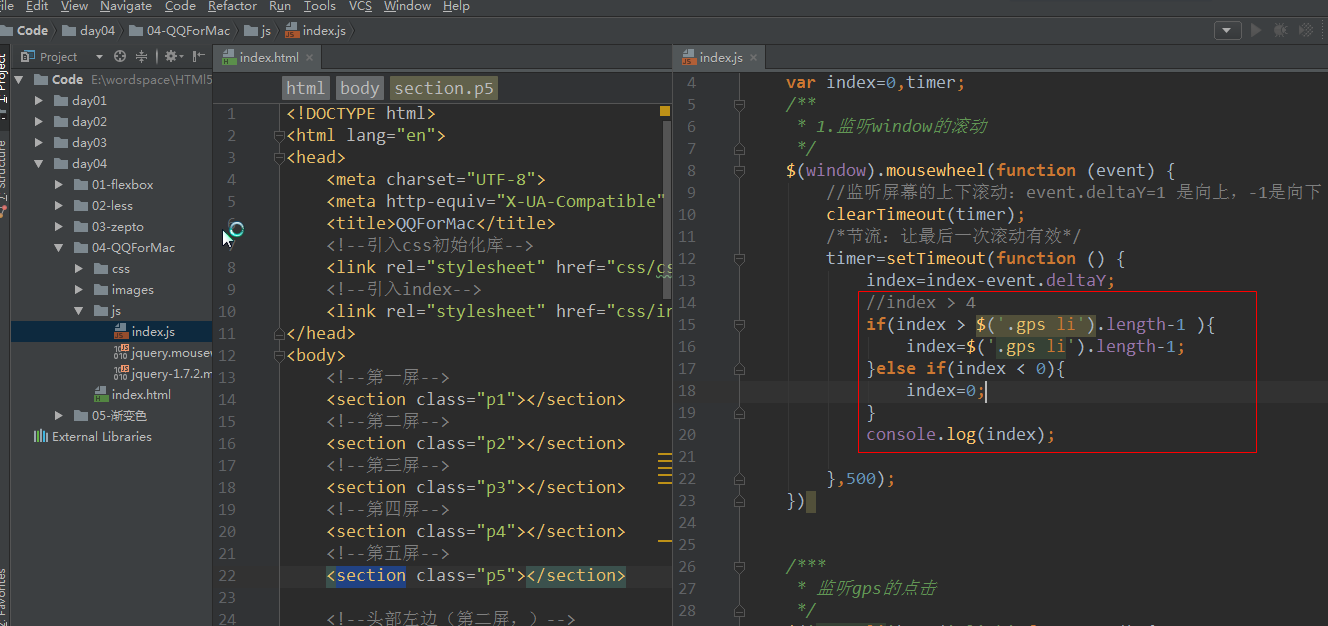 ile Edit View Navigate Code Refactor Run Tools VCS Window Help
Code day04 04-QQForMac js index.js
Project
index.html
index.js
1: Project
Code E:\wordspace\HTMl5
day01
day02
day03
day04
01-flexbox
02-less
03-zepto
04-QQForMac
css
images
js
index.js
jquery.mousew
jquery-1.7.2.m
index.html
05-渐变色
External Libraries
html body section.p5
1 <!DOCTYPE html>
2 <html lang="en">
3 <head>
4 <meta charset="UTF-8">
5 <meta http-equiv="X-UA-Compatible"
6 <title>QQForMac</title>
<!--引入css初始化库-->
8 <link rel="stylesheet" href="css/cs
9 <!--引入index-->
10 <link rel="stylesheet" href="css/in
11 </head>
12 <body>
13 <!--第一屏-->
14 <section class="p1"></section>
15 <!--第二屏-->
16 <section class="p2"></section>
17 <!--第三屏-->
18 <section class="p3"></section>
19 <!--第四屏-->
20 <section class="p4"></section>
21 <!--第五屏-->
22 <section class="p5"></section>
23
24 <!--头部左边（第二屏，）-->
4 var index=0,timer;
5 /**
6 * 1.监听window的滚动
7 */
8 $(window).mousewheel(function (event) {
9 //监听屏幕的上下滚动：event.deltaY=1 是向上，-1是向下
10 clearTimeout(timer);
11 /*节流：让最后一次滚动有效*/
12 timer=setTimeout(function () {
13 index=index-event.deltaY;
14 //index > 4
15 if(index > $('.gps li').length-1 ){
16 index=$('.gps li').length-1;
17 }else if(index < 0){
18 index=0;
19 }
20 console.log(index);
21
22 },500);
23 })
24
25
26 /***
27 * 监听gps的点击
28 */